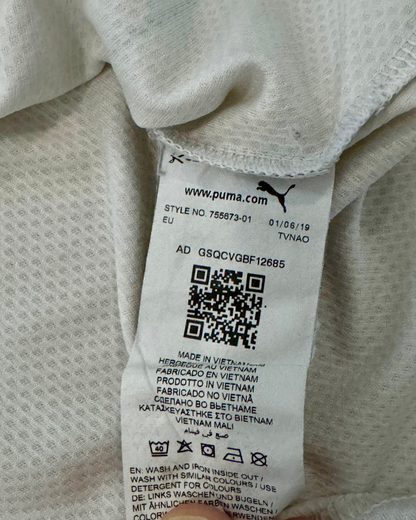 www.puma.com
STYLE NO. 755673-01 01/06/19
EU TVNAO
AD GSQCVGBF12685
MADE IN VIETNAM
HERGEGUE AU VIETNAM
FABRICADO EN VIETNAM
PRODOTTO IN VIETNAM
FABRICADO NO VIETNÃ
СДЕЛАНО ВО ВЬЕТНАМЕ
ΚΑΤΑΣΚΕΥΑΣΤΗΚΕ ΣΤΟ ΒΙΕΤΝΑΜ
VIETNAM MALI
صنع في فيتنام
40
EN: WASH AND IRON INSIDE OUT /
WASH WITH SIMILAR COLOURS / USE
DETERGENT FOR COLOURS
DE: LINKS WASCHEN UND BÜGELN /
MIT ÄHNLICHEN FARBEN WASCHEN /